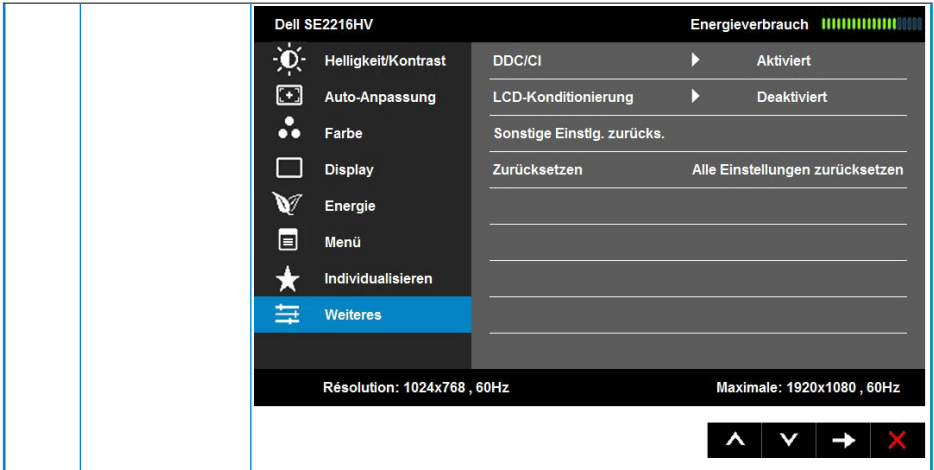 Dell SE2216HV Energieverbrauch
Helligkeit/Kontrast DDC/CI Aktiviert
Auto-Anpassung LCD-Konditionierung Deaktiviert
Farbe Sonstige Einstlg. zurücks.
Display Zurücksetzen Alle Einstellungen zurücksetzen
Energie
Menü
Individualisieren
Weiteres
Résolution: 1024x768 , 60Hz Maximale: 1920x1080 , 60Hz